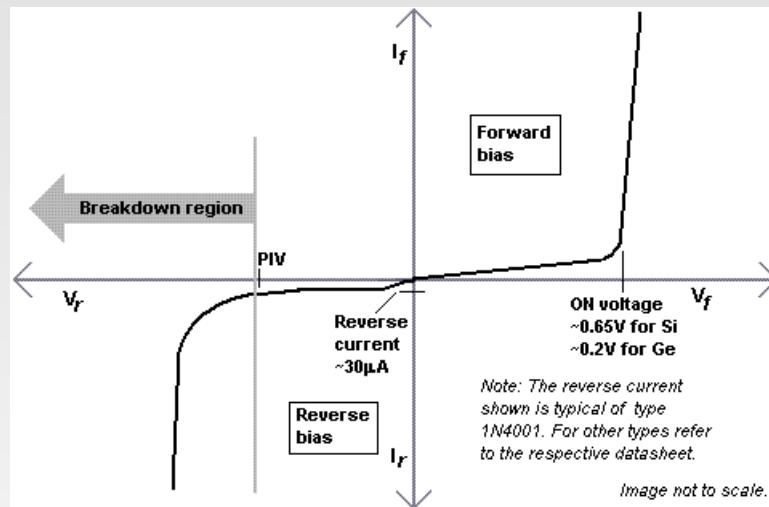 If
Forward
bias
Breakdown region
PIV
Vr
Vf
Reverse
current
~30µA
ON voltage
~0.65V for Si
~0.2V for Ge
Reverse
bias
Ir
Note: The reverse current
shown is typical of type
1N4001. For other types refer
to the respective datasheet.
Image not to scale.